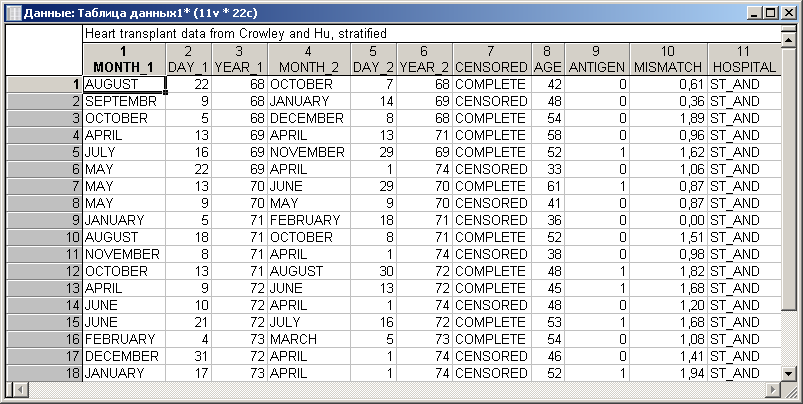 Данные: Таблица данных1* (11v * 22c)
Heart transplant data from Crowley and Hu, stratified
1 2 3 4 5 6 7 8 9 10 11
MONTH_1 DAY_1 YEAR_1 MONTH_2 DAY_2 YEAR_2 CENSORED AGE ANTIGEN MISMATCH HOSPITAL
1 AUGUST 22 68 OCTOBER 7 68 COMPLETE 42 0 0,61 ST_AND
2 SEPTEMBR 9 68 JANUARY 14 69 COMPLETE 48 0 0,36 ST_AND
3 OCTOBER 5 68 DECEMBER 8 68 COMPLETE 54 0 1,89 ST_AND
4 APRIL 13 69 APRIL 13 71 COMPLETE 58 0 0,96 ST_AND
5 JULY 16 69 NOVEMBER 29 69 COMPLETE 52 1 1,62 ST_AND
6 MAY 22 69 APRIL 1 74 CENSORED 33 0 1,06 ST_AND
7 MAY 13 70 JUNE 29 70 COMPLETE 61 1 0,87 ST_AND
8 MAY 9 70 MAY 9 70 COMPLETE 41 0 0,87 ST_AND
9 JANUARY 5 71 FEBRUARY 18 71 COMPLETE 36 0 0,00 ST_AND
10 AUGUST 18 71 OCTOBER 8 71 COMPLETE 52 0 1,51 ST_AND
11 NOVEMBER 8 71 APRIL 1 74 CENSORED 38 0 0,98 ST_AND
12 OCTOBER 13 71 AUGUST 30 72 COMPLETE 48 1 1,82 ST_AND
13 APRIL 9 72 JUNE 13 72 COMPLETE 45 1 1,68 ST_AND
14 JUNE 10 72 APRIL 1 74 CENSORED 48 0 1,20 ST_AND
15 JUNE 21 72 JULY 16 72 COMPLETE 53 1 1,68 ST_AND
16 FEBRUARY 4 73 MARCH 5 73 COMPLETE 54 0 1,08 ST_AND
17 DECEMBER 31 72 APRIL 1 74 CENSORED 46 0 1,41 ST_AND
18 JANUARY 17 73 APRIL 1 74 CENSORED 52 1 1,94 ST_AND